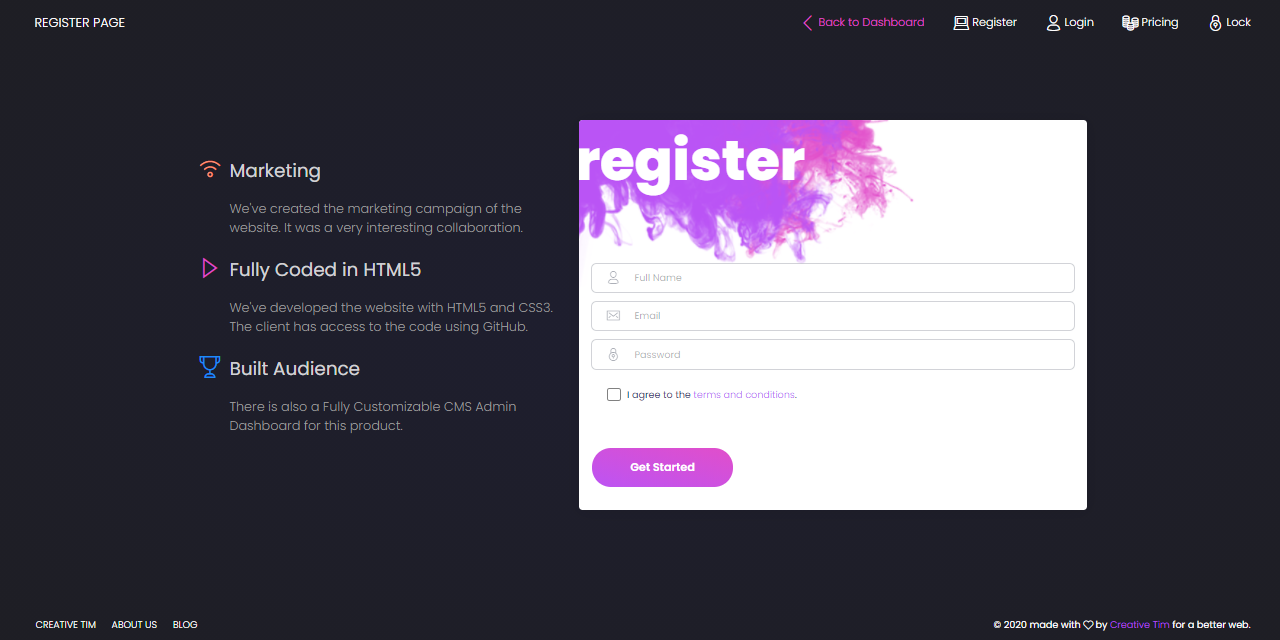 REGISTER PAGE
Back to Dashboard
Register
Login
Pricing
Lock
Marketing
We've created the marketing campaign of the
website. It was a very interesting collaboration.
Fully Coded in HTML5
We've developed the website with HTML5 and CSS3.
The client has access to the code using GitHub.
Built Audience
There is also a Fully Customizable CMS Admin
Dashboard for this product.
register
Full Name
Email
Password
I agree to the terms and conditions.
Get Started
CREATIVE TIM
ABOUT US
BLOG
© 2020 made with ♡ by Creative Tim for a better web.